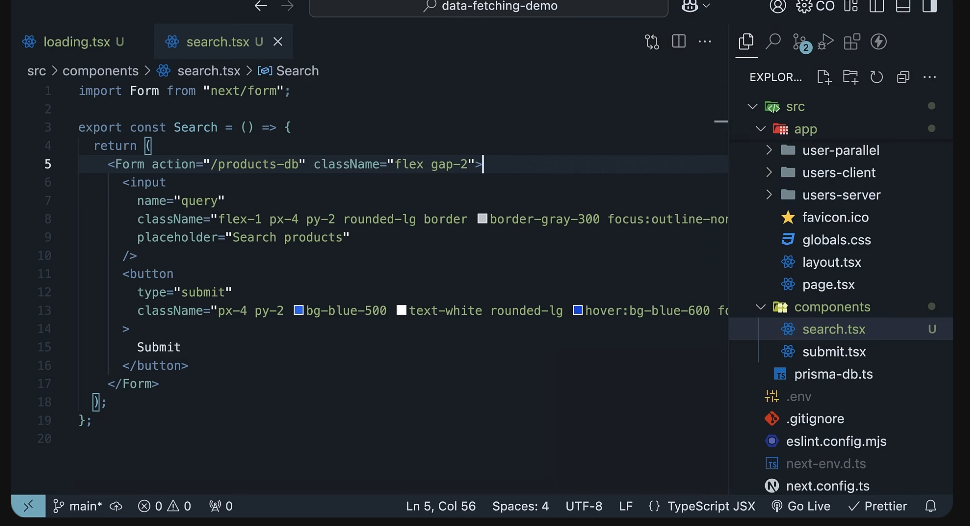 data-fetching-demo
CO
loading.tsx U
search.tsx U
src > components > search.tsx > Search
EXPLOR...
1 import Form from "next/form";
2
3 export const Search = () => {
4 return (
5 <Form action="/products-db" className="flex gap-2">
6 <input
7 name="query"
8 className="flex-1 px-4 py-2 rounded-lg border border-gray-300 focus:outline-non
9 placeholder="Search products"
10 />
11 <button
12 type="submit"
13 className="px-4 py-2 bg-blue-500 text-white rounded-lg hover:bg-blue-600 fo
14 >
15 Submit
16 </button>
17 </Form>
18 );
19 };
20
2
src
app
user-parallel
users-client
users-server
favicon.ico
globals.css
layout.tsx
page.tsx
components
search.tsx U
submit.tsx
TS prisma-db.ts
.env
.gitignore
eslint.config.mjs
TS next-env.d.ts
N next.config.ts
main* 0 0 0 Ln 5, Col 56 Spaces: 4 UTF-8 LF {} TypeScript JSX Go Live Prettier